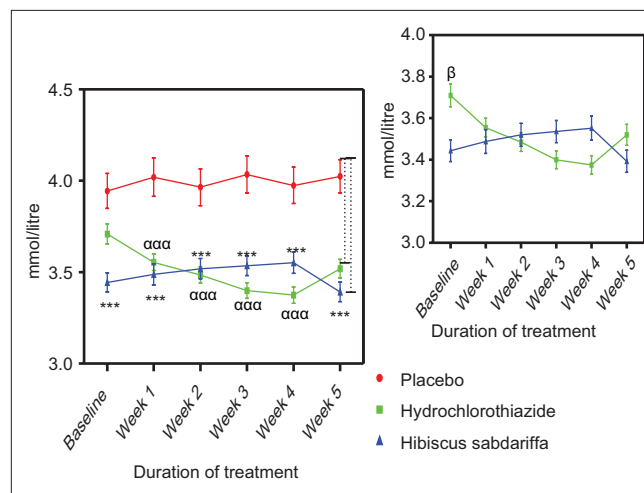 4.5
4.0
3.5
3.0
mmol/litre
ααα
***
***
***
***
***
ααα
ααα
ααα
***
Baseline
Week 1
Week 2
Week 3
Week 4
Week 5
Duration of treatment
4.0
3.8
3.6
3.4
3.2
3.0
mmol/litre
β
Baseline
Week 1
Week 2
Week 3
Week 4
Week 5
Duration of treatment
Placebo
Hydrochlorothiazide
Hibiscus sabdariffa